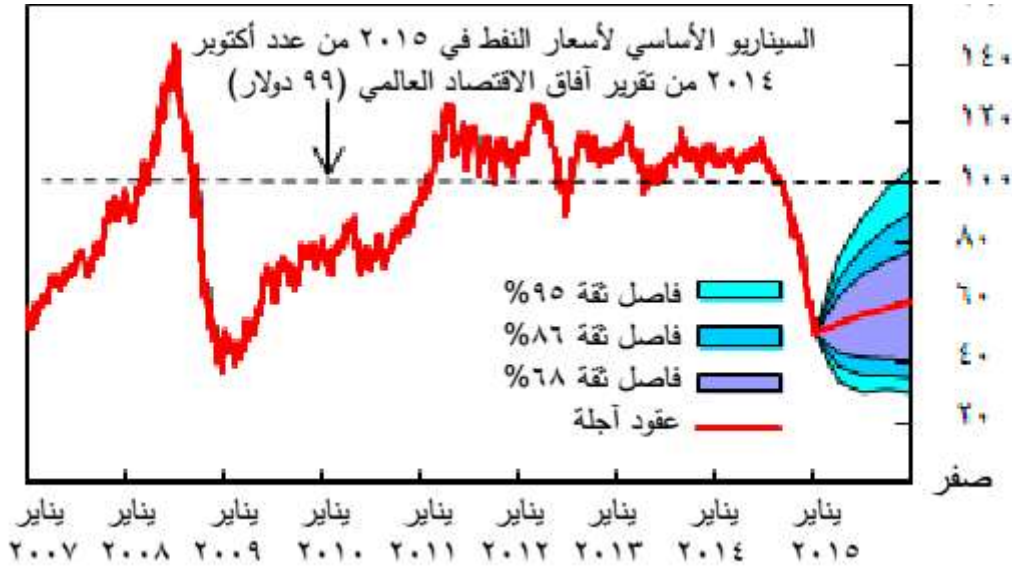 السيناريو الأساسي لأسعار النفط في ٢٠١٥ من عدد أكتوبر
٢٠١٤ من تقرير آفاق الاقتصاد العالمي (٩٩ دولار)
١٤٠
١٢٠
١٠٠
٨٠
٦٠
٤٠
٢٠
صفر
فاصل ثقة ٩٥%
فاصل ثقة ٨٦%
فاصل ثقة ٦٨%
عقود آجلة
يناير ٢٠٠٧
يناير ٢٠٠٨
يناير ٢٠٠٩
يناير ٢٠١٠
يناير ٢٠١١
يناير ٢٠١٢
يناير ٢٠١٣
يناير ٢٠١٤
يناير ٢٠١٥